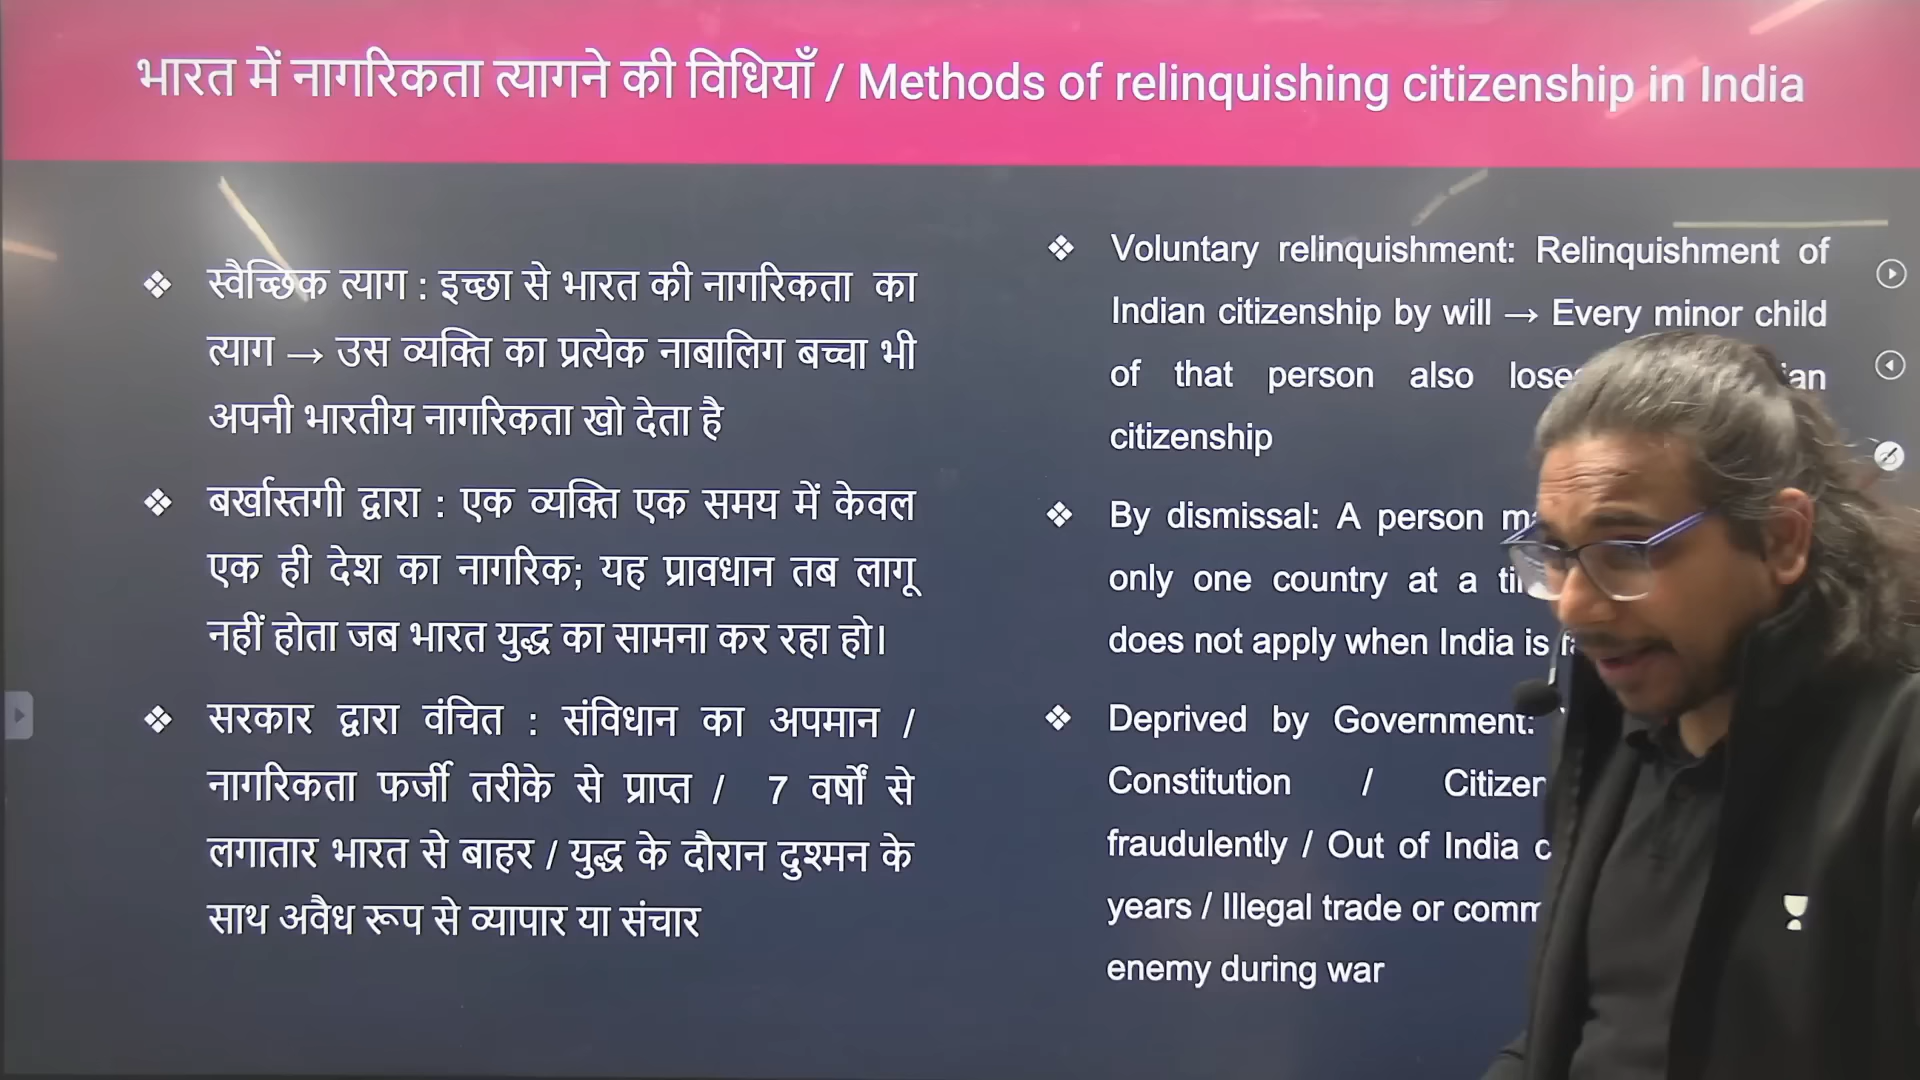 भारत में नागरिकता त्यागने की विधियाँ / Methods of relinquishing citizenship in India
❖ स्वैच्छिक त्याग : इच्छा से भारत की नागरिकता का
त्याग → उस व्यक्ति का प्रत्येक नाबालिग बच्चा भी
अपनी भारतीय नागरिकता खो देता है
❖ बर्खास्तगी द्वारा : एक व्यक्ति एक समय में केवल
एक ही देश का नागरिक; यह प्रावधान तब लागू
नहीं होता जब भारत युद्ध का सामना कर रहा हो।
❖ सरकार द्वारा वंचित : संविधान का अपमान /
नागरिकता फर्जी तरीके से प्राप्त / 7 वर्षों से
लगातार भारत से बाहर / युद्ध के दौरान दुश्मन के
साथ अवैध रूप से व्यापार या संचार
❖ Voluntary relinquishment: Relinquishment of
Indian citizenship by will → Every minor child
of that person also
citizenship
❖ By dismissal: A person
only one country at a
does not apply when India is
❖ Deprived by Government:
Constitution /
fraudulently / Out of India
years / Illegal trade or
enemy during war